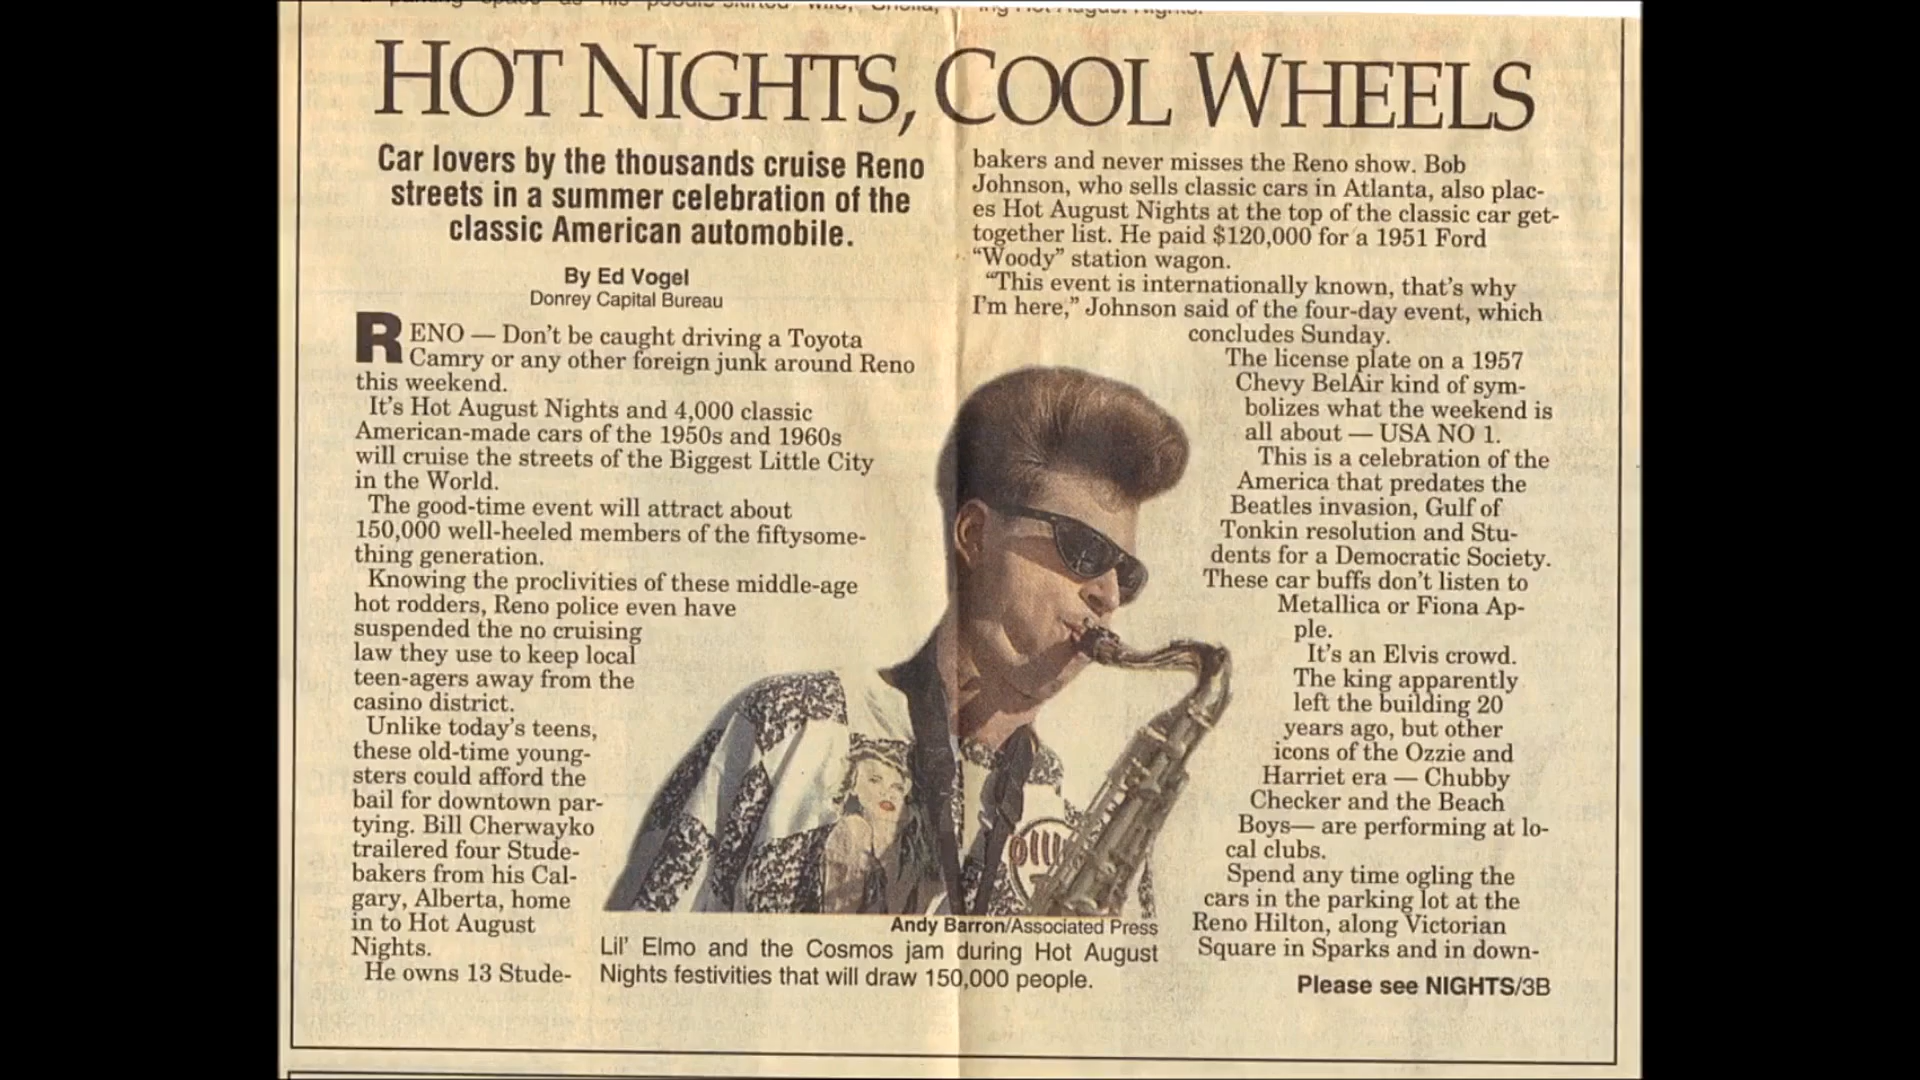 HOT NIGHTS, COOL WHEELS
Car lovers by the thousands cruise Reno
streets in a summer celebration of the
classic American automobile.
By Ed Vogel
Donrey Capital Bureau
RENO — Don't be caught driving a Toyota
Camry or any other foreign junk around Reno
this weekend.
It's Hot August Nights and 4,000 classic
American-made cars of the 1950s and 1960s
will cruise the streets of the Biggest Little City
in the World.
The good-time event will attract about
150,000 well-heeled members of the fiftysome-
thing generation.
Knowing the proclivities of these middle-age
hot rodders, Reno police even have
suspended the no cruising
law they use to keep local
teen-agers away from the
casino district.
Unlike today's teens,
these old-time young-
sters could afford the
bail for downtown par-
tying. Bill Cherwayko
trailered four Stude-
bakers from his Cal-
gary, Alberta, home
in to Hot August
Nights.
He owns 13 Stude-
bakers and never misses the Reno show. Bob
Johnson, who sells classic cars in Atlanta, also plac-
es Hot August Nights at the top of the classic car get-
together list. He paid $120,000 for a 1951 Ford
"Woody" station wagon.
"This event is internationally known, that's why
I'm here," Johnson said of the four-day event, which
concludes Sunday.
The license plate on a 1957
Chevy BelAir kind of sym-
bolizes what the weekend is
all about — USA NO 1.
This is a celebration of the
America that predates the
Beatles invasion, Gulf of
Tonkin resolution and Stu-
dents for a Democratic Society.
These car buffs don't listen to
Metallica or Fiona Ap-
ple.
It's an Elvis crowd.
The king apparently
left the building 20
years ago, but other
icons of the Ozzie and
Harriet era — Chubby
Checker and the Beach
Boys— are performing at lo-
cal clubs.
Spend any time ogling the
cars in the parking lot at the
Reno Hilton, along Victorian
Square in Sparks and in down-
Please see NIGHTS/3B
Andy Barron/Associated Press
Lil' Elmo and the Cosmos jam during Hot August
Nights festivities that will draw 150,000 people.